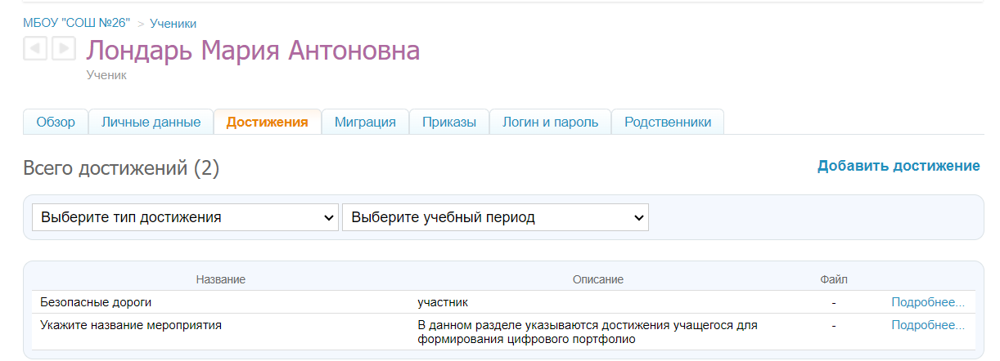 МБОУ "СОШ №26" > Ученики
Лондарь Мария Антоновна
Ученик
Обзор Личные данные Достижения Миграция Приказы Логин и пароль Родственники
Всего достижений (2) Добавить достижение
Выберите тип достижения Выберите учебный период
Название Описание Файл
Безопасные дороги участник - Подробнее...
Укажите название мероприятия В данном разделе указываются достижения учащегося для - Подробнее...
формирования цифрового портфолио